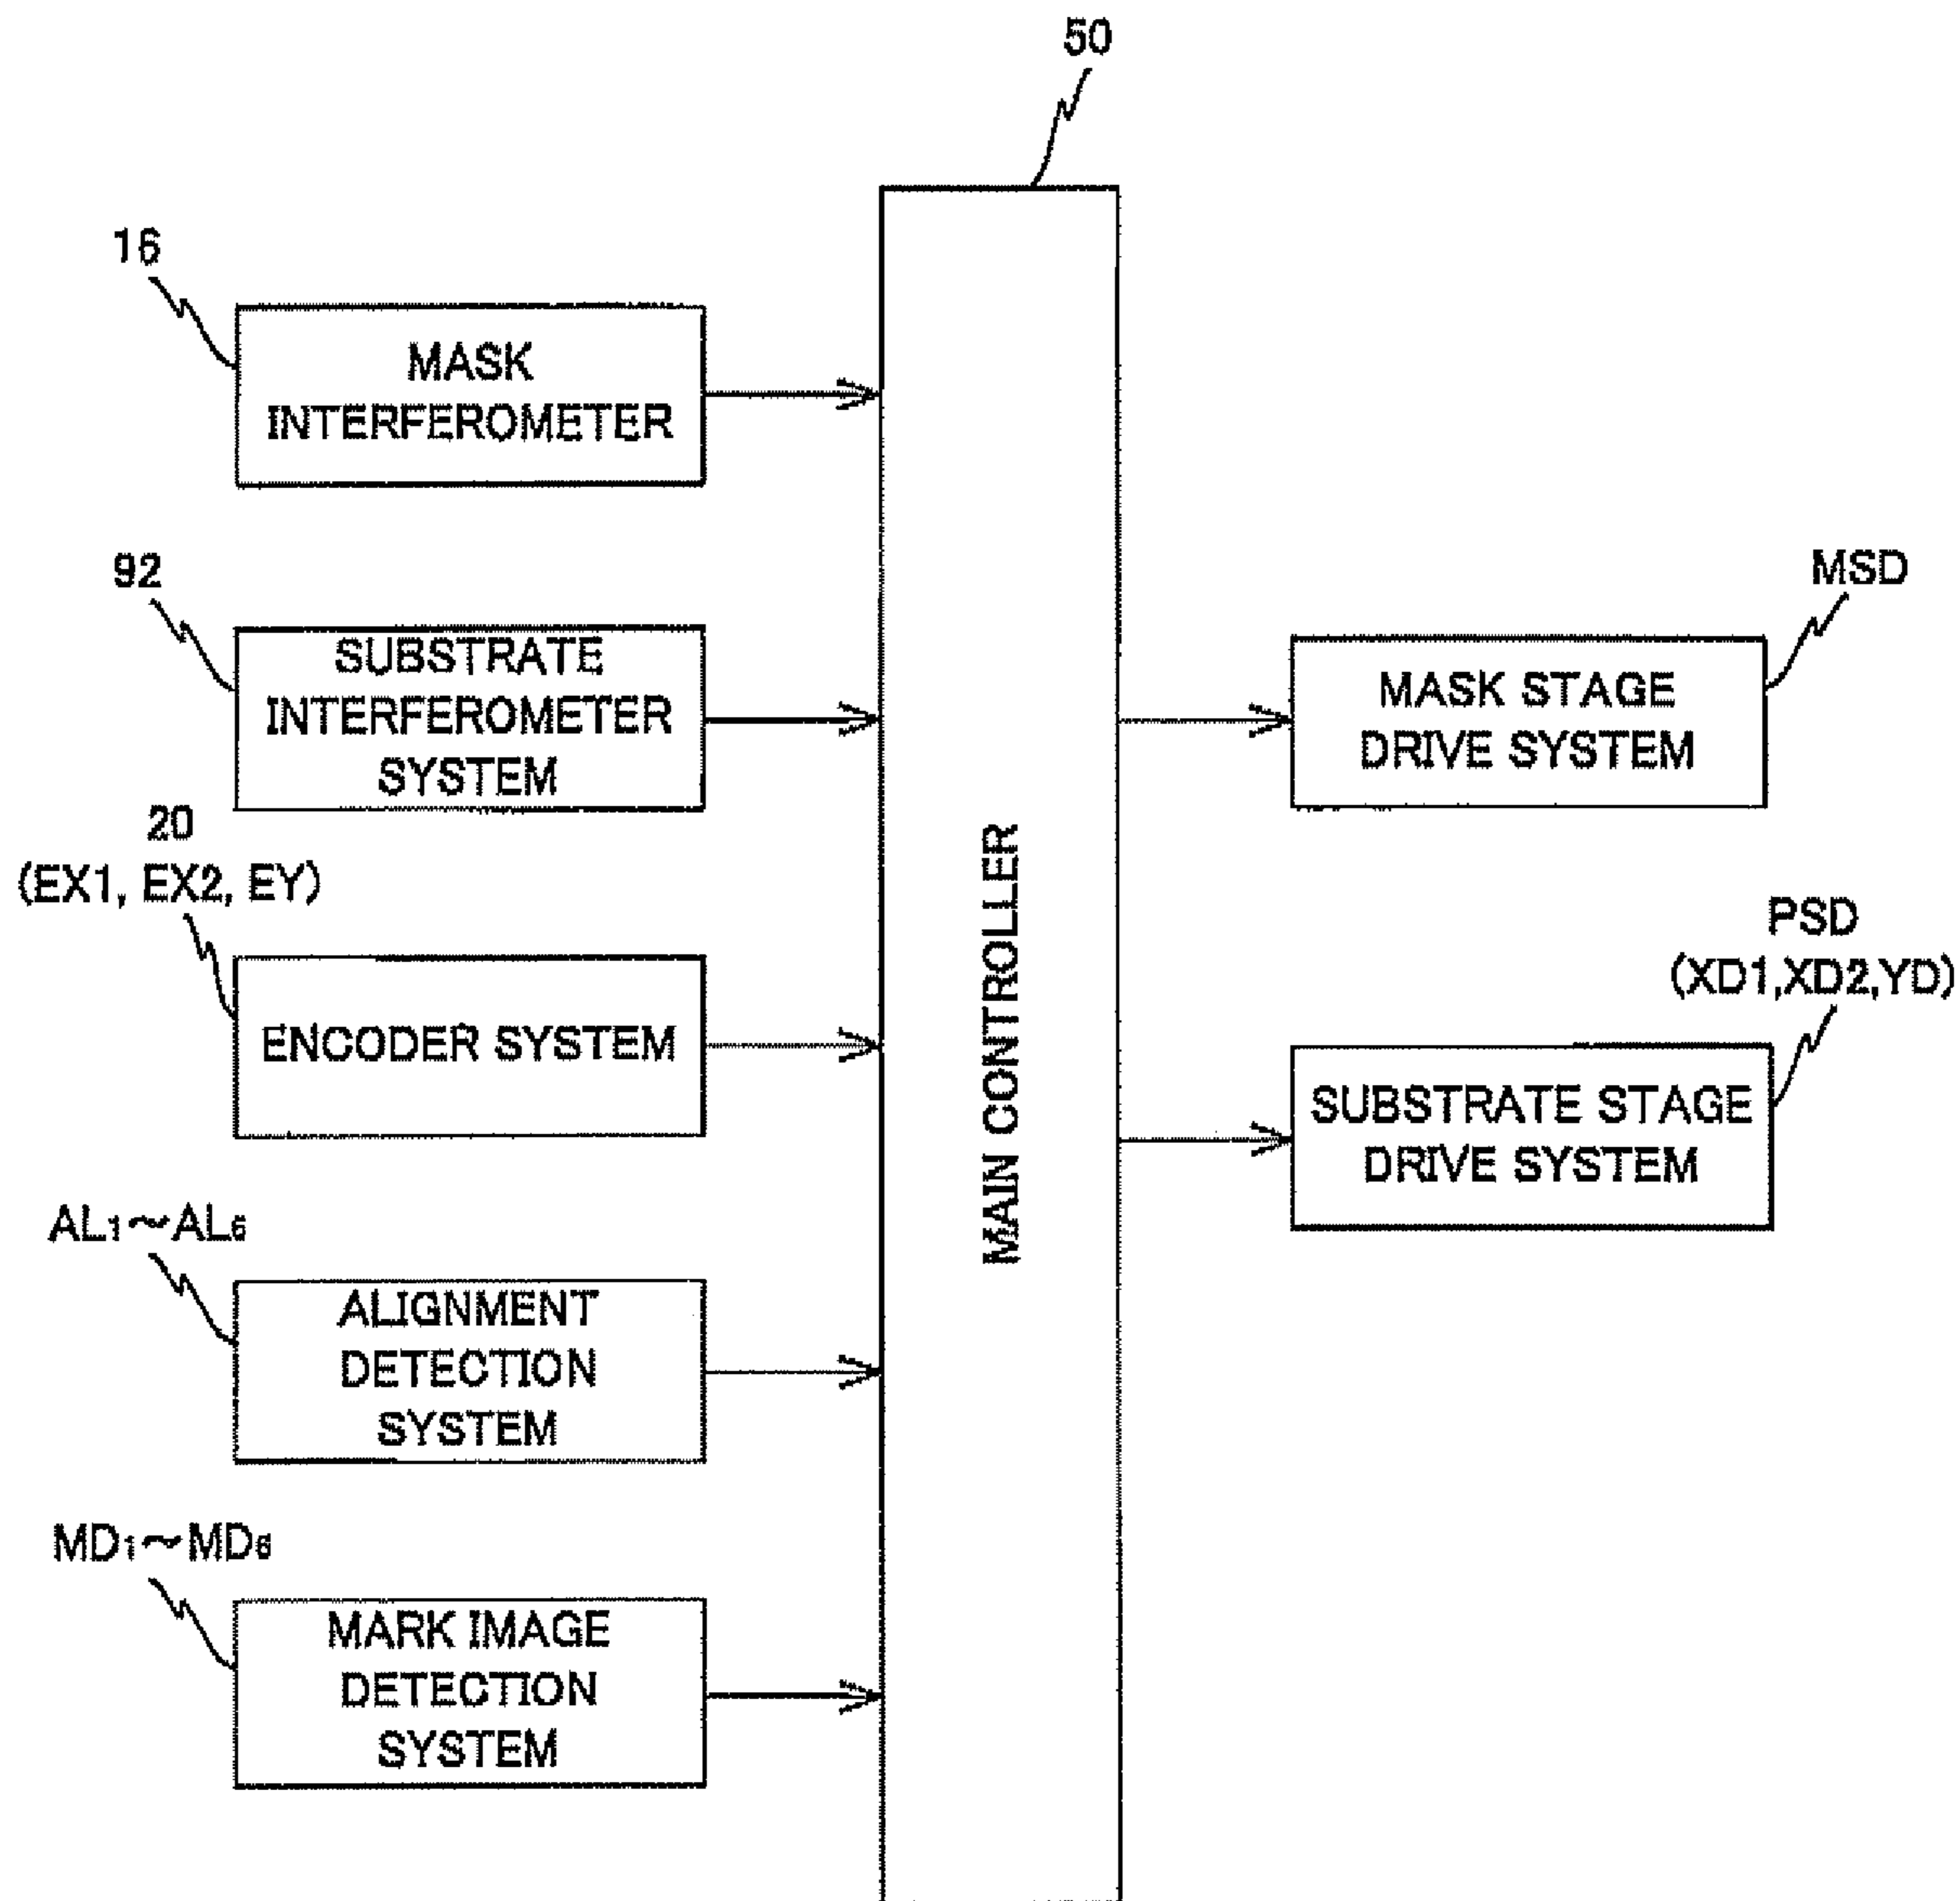 50
16
MASK
INTERFEROMETER
92
SUBSTRATE
INTERFEROMETER
SYSTEM
20
(EX1, EX2, EY)
ENCODER SYSTEM
AL₁~AL₆
ALIGNMENT
DETECTION
SYSTEM
MD₁~MD₆
MARK IMAGE
DETECTION
SYSTEM
MAIN CONTROLLER
MSD
MASK STAGE
DRIVE SYSTEM
PSD
(XD1,XD2,YD)
SUBSTRATE STAGE
DRIVE SYSTEM